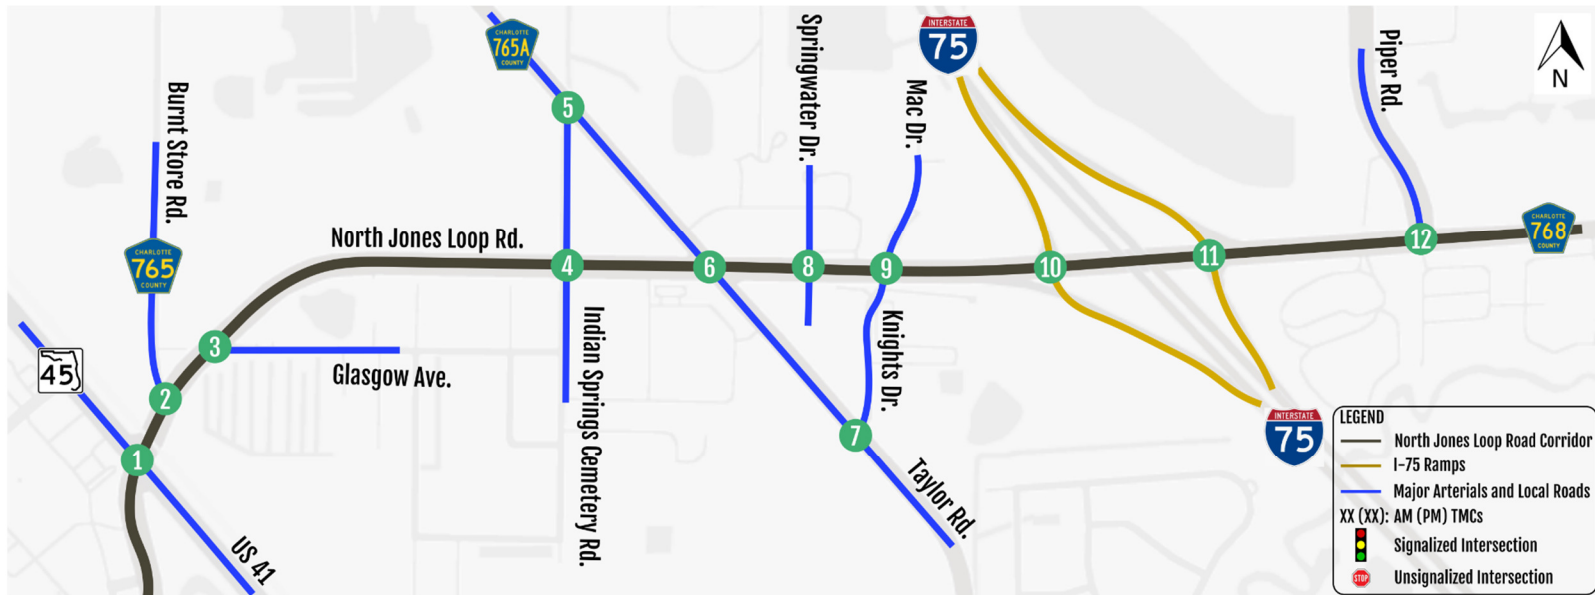 CHARLOTTE
765A
COUNTY
INTERSTATE
75
Springwater Dr.
Mac Dr.
Piper Rd.
N
Burnt Store Rd.
5
CHARLOTTE
765
COUNTY
North Jones Loop Rd.
4
6
8
9
10
11
12
CHARLOTTE
768
COUNTY
45
3
Glasgow Ave.
2
1
US 41
Indian Springs Cemetery Rd.
Knights Dr.
7
Taylor Rd.
INTERSTATE
75
LEGEND
North Jones Loop Road Corridor
I-75 Ramps
Major Arterials and Local Roads
XX (XX): AM (PM) TMCs
Signalized Intersection
STOP
Unsignalized Intersection